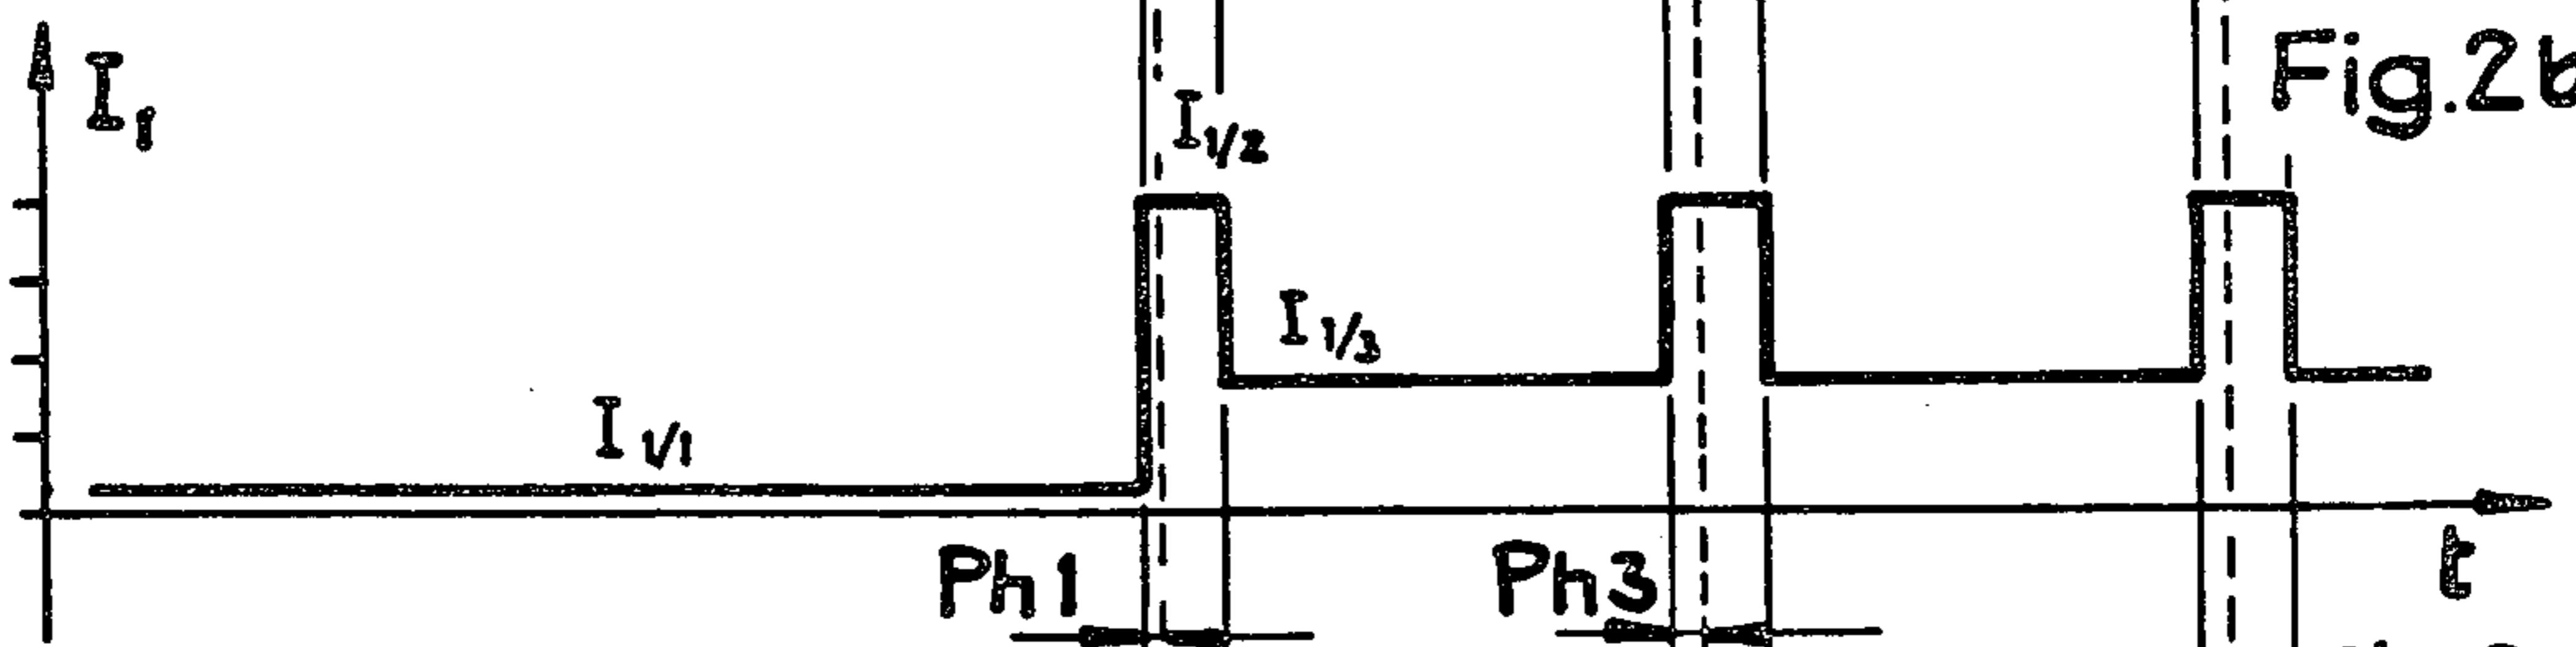 I₁
I₁/₂
Fig.2b
I₁/₃
I₁/₁
Ph1
Ph3
t